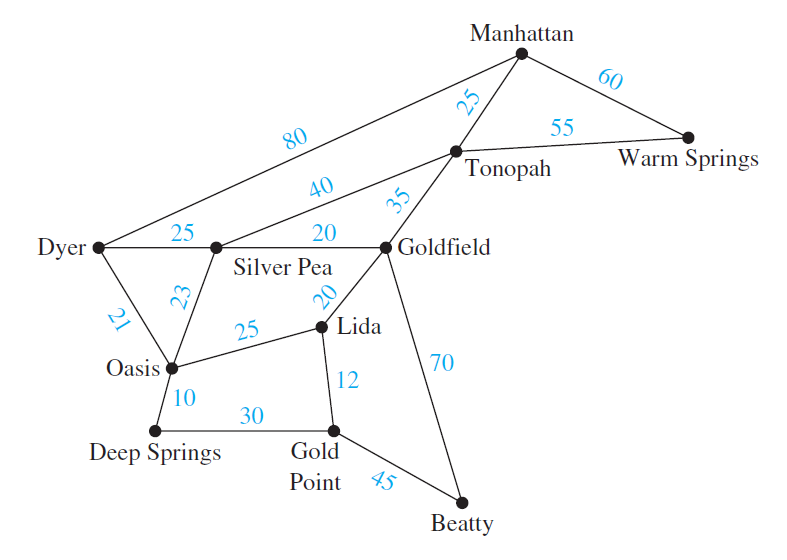 Manhattan
60
25
80
55
Tonopah
Warm Springs
40
35
25
20
Dyer
Goldfield
Silver Pea
23
20
21
25
Lida
Oasis
70
12
10
30
Deep Springs
Gold
Point
45
Beatty